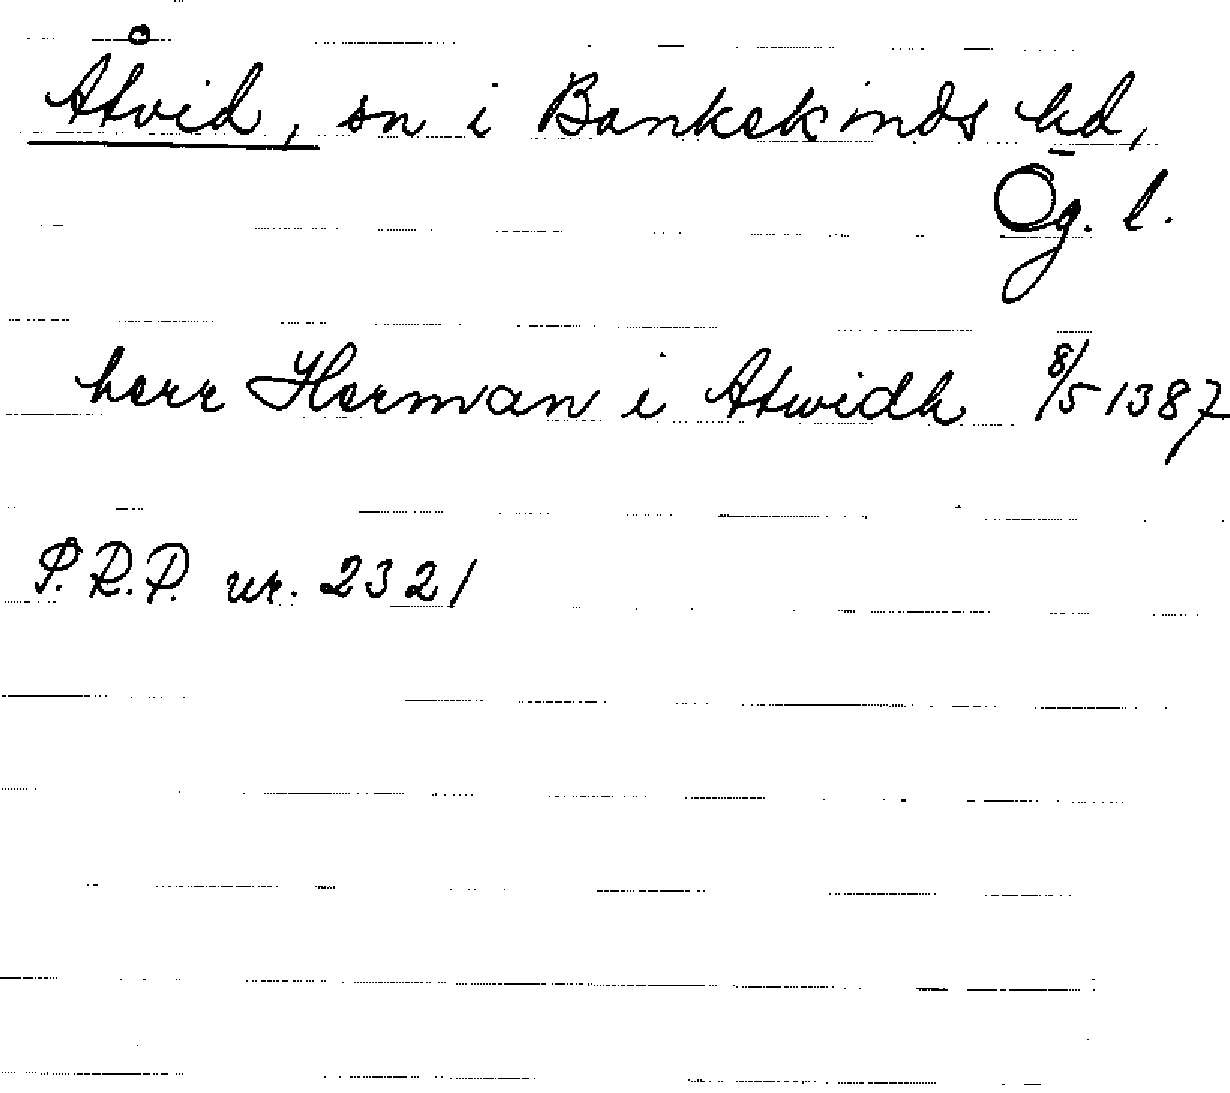 Åtvid, sn i Bankekinds hd,
Ög. l.
herr Herman i Atwidh 8/5 1387
P.R.P. nr. 2321